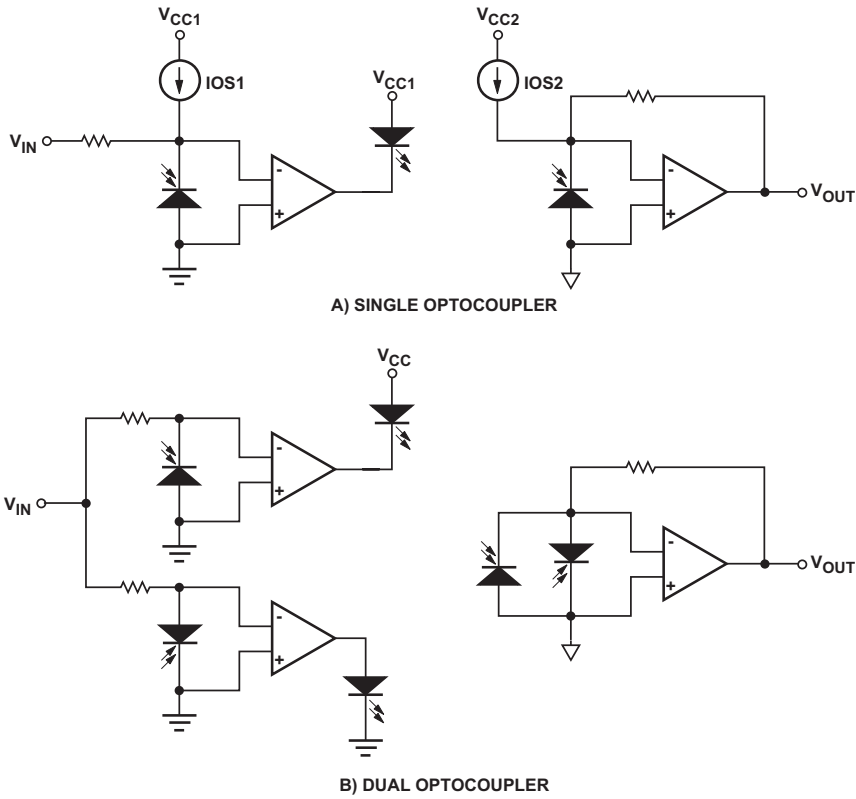 VCC1
IOS1
VCC1
VIN
-
+
VCC2
IOS2
-
+
VOUT
A) SINGLE OPTOCOUPLER
VCC
-
+
VIN
-
+
-
+
VOUT
B) DUAL OPTOCOUPLER